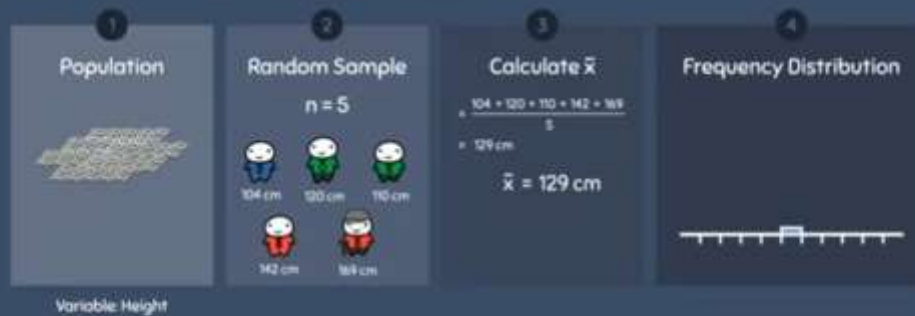 1
Population
Variable: Height
2
Random Sample
n = 5
104 cm
120 cm
110 cm
142 cm
169 cm
3
Calculate x̄
= 104 + 120 + 110 + 142 + 169
5
= 129 cm
x̄ = 129 cm
4
Frequency Distribution